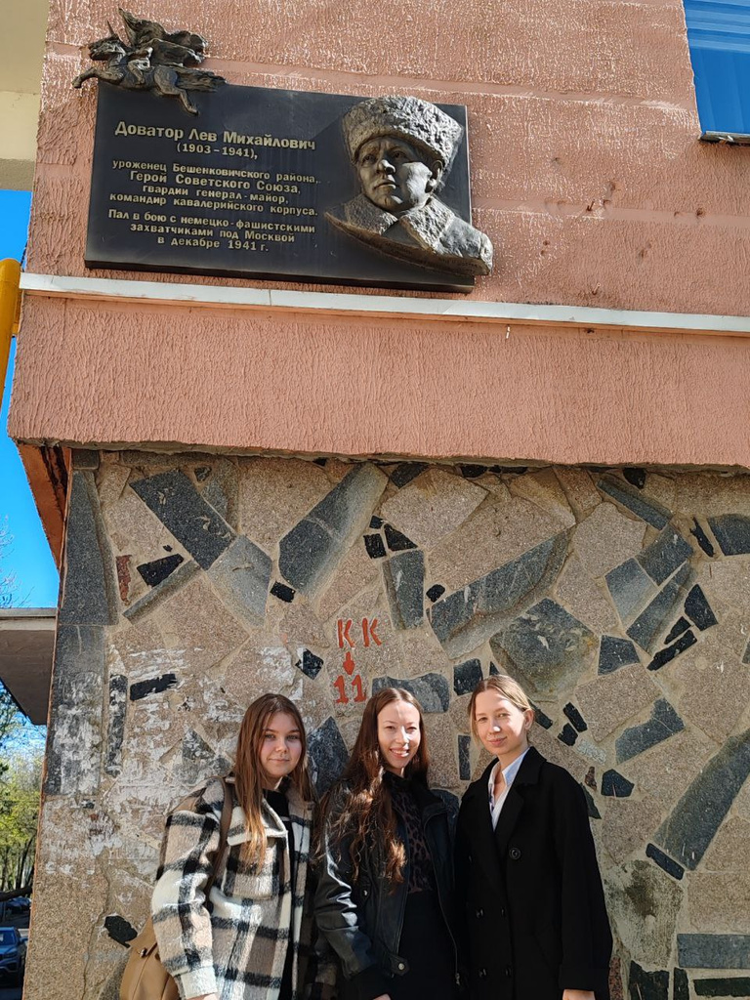 Доватор Лев Михайлович
(1903-1941),
уроженец Бешенковичского района,
Герой Советского Союза,
гвардии генерал-майор,
командир кавалерийского корпуса.
Пал в бою с немецко-фашистскими
захватчиками под Москвой
в декабре 1941 г.
КК
11